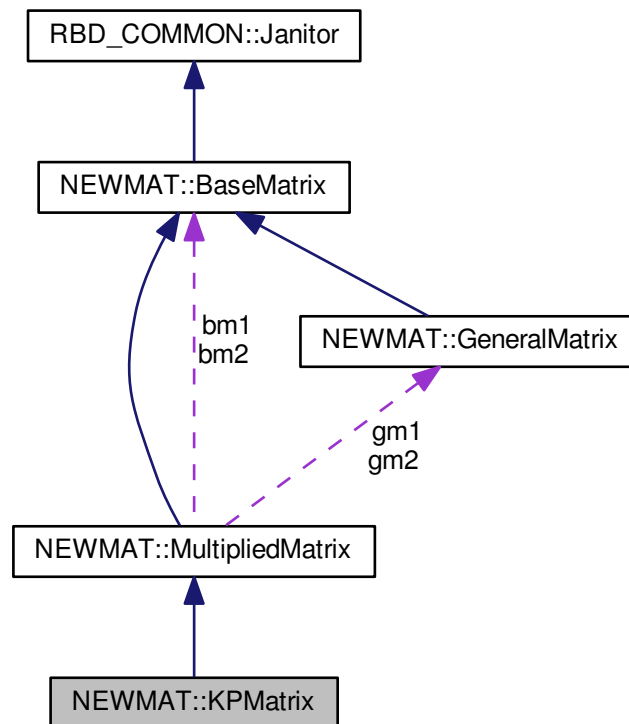 RBD_COMMON::Janitor
NEWMAT::BaseMatrix
bm1
bm2
NEWMAT::GeneralMatrix
gm1
gm2
NEWMAT::MultipliedMatrix
NEWMAT::KPMatrix